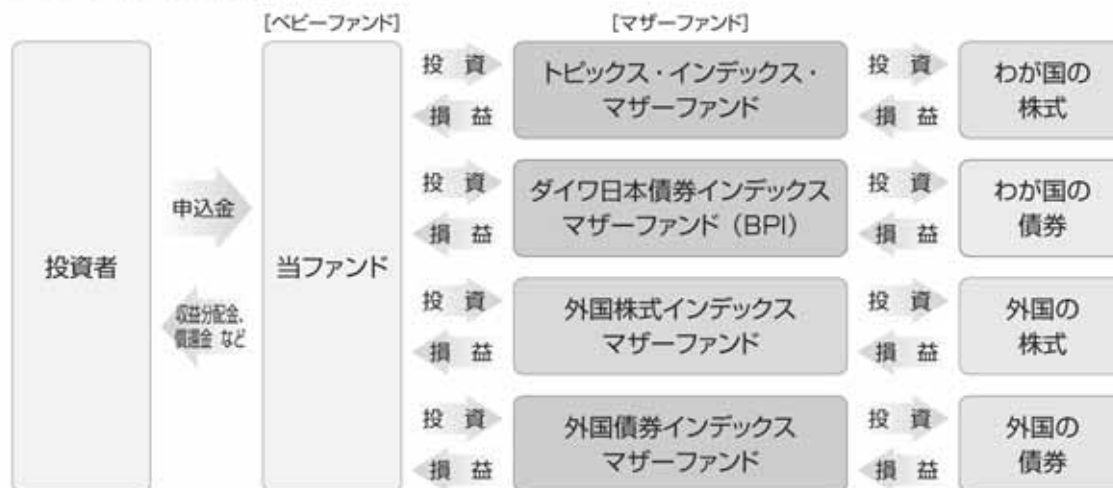 [ベビーファンド]
[マザーファンド]
投資者
申込金
収益分配金、
償還金 など
当ファンド
投 資
損 益
トピックス・インデックス・
マザーファンド
投 資
損 益
わが国の
株式
投 資
損 益
ダイワ日本債券インデックス
マザーファンド（BPI）
投 資
損 益
わが国の
債券
投 資
損 益
外国株式インデックス
マザーファンド
投 資
損 益
外国の
株式
投 資
損 益
外国債券インデックス
マザーファンド
投 資
損 益
外国の
債券